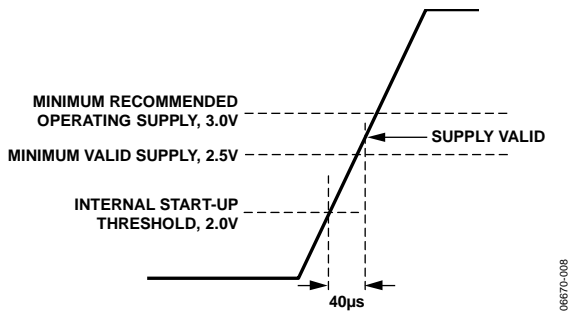 MINIMUM RECOMMENDED
OPERATING SUPPLY, 3.0V
SUPPLY VALID
MINIMUM VALID SUPPLY, 2.5V
INTERNAL START-UP
THRESHOLD, 2.0V
40µs
06670-008